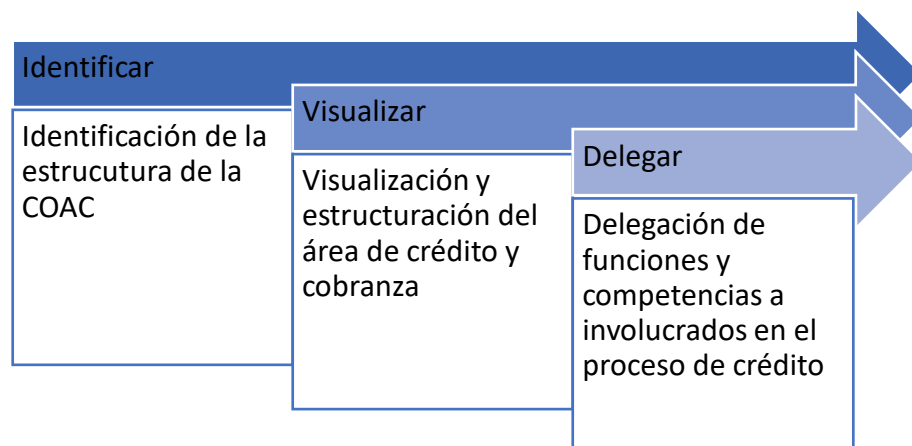 Identificar
Identificación de la
estrucutura de la
COAC
Visualizar
Visualización y
estructuración del
área de crédito y
cobranza
Delegar
Delegación de
funciones y
competencias a
involucrados en el
proceso de crédito